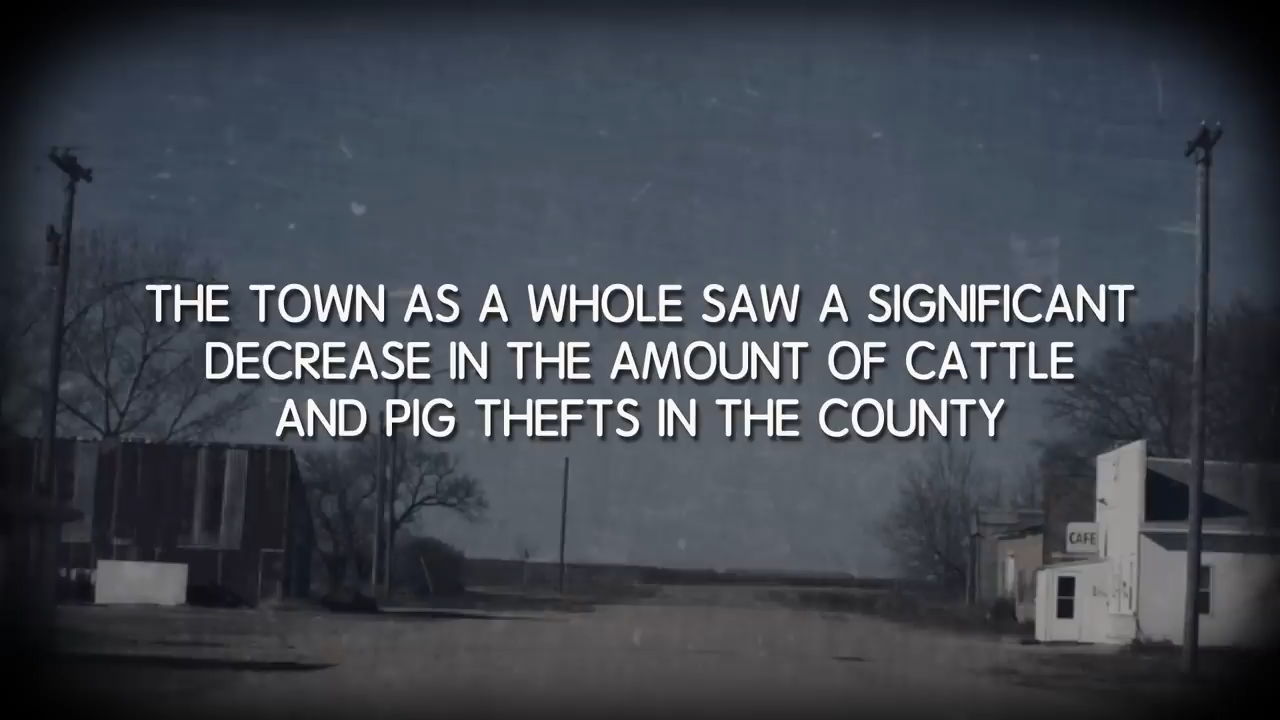 THE TOWN AS A WHOLE SAW A SIGNIFICANT
DECREASE IN THE AMOUNT OF CATTLE
AND PIG THEFTS IN THE COUNTY
CAFE